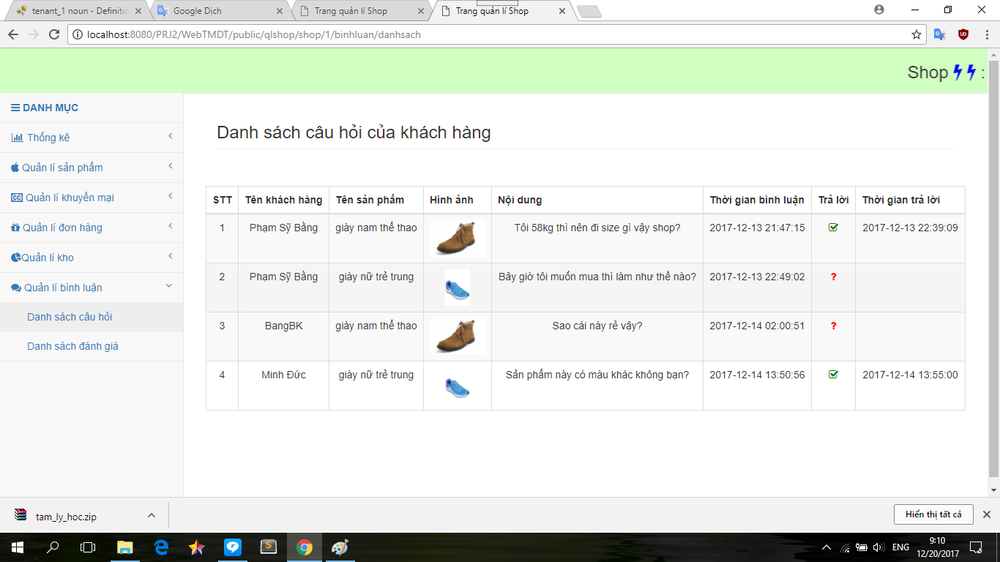 tenant_1 noun - Definitio
Google Dịch
Trang quản lí Shop
Trang quản lí Shop
localhost:8080/PRJ2/WebTMDT/public/qlshop/shop/1/binhluan/danhsach
Shop :
DANH MỤC
Thống kê
Quản lí sản phẩm
Quản lí khuyến mại
Quản lí đơn hàng
Quản lí kho
Quản lí bình luận
Danh sách câu hỏi
Danh sách đánh giá
Danh sách câu hỏi của khách hàng
STT Tên khách hàng Tên sản phẩm Hình ảnh Nội dung Thời gian bình luận Trả lời Thời gian trả lời
1 Phạm Sỹ Bằng giày nam thể thao Tôi 58kg thì nên đi size gì vậy shop? 2017-12-13 21:47:15 2017-12-13 22:39:09
2 Phạm Sỹ Bằng giày nữ trẻ trung Bây giờ tôi muốn mua thì làm như thế nào? 2017-12-13 22:49:02 ?
3 BangBK giày nam thể thao Sao cái này rẻ vậy? 2017-12-14 02:00:51 ?
4 Minh Đức giày nữ trẻ trung Sản phẩm này có màu khác không bạn? 2017-12-14 13:50:56 2017-12-14 13:55:00
tam_ly_hoc.zip
Hiển thị tất cả
ENG
9:10
12/20/2017